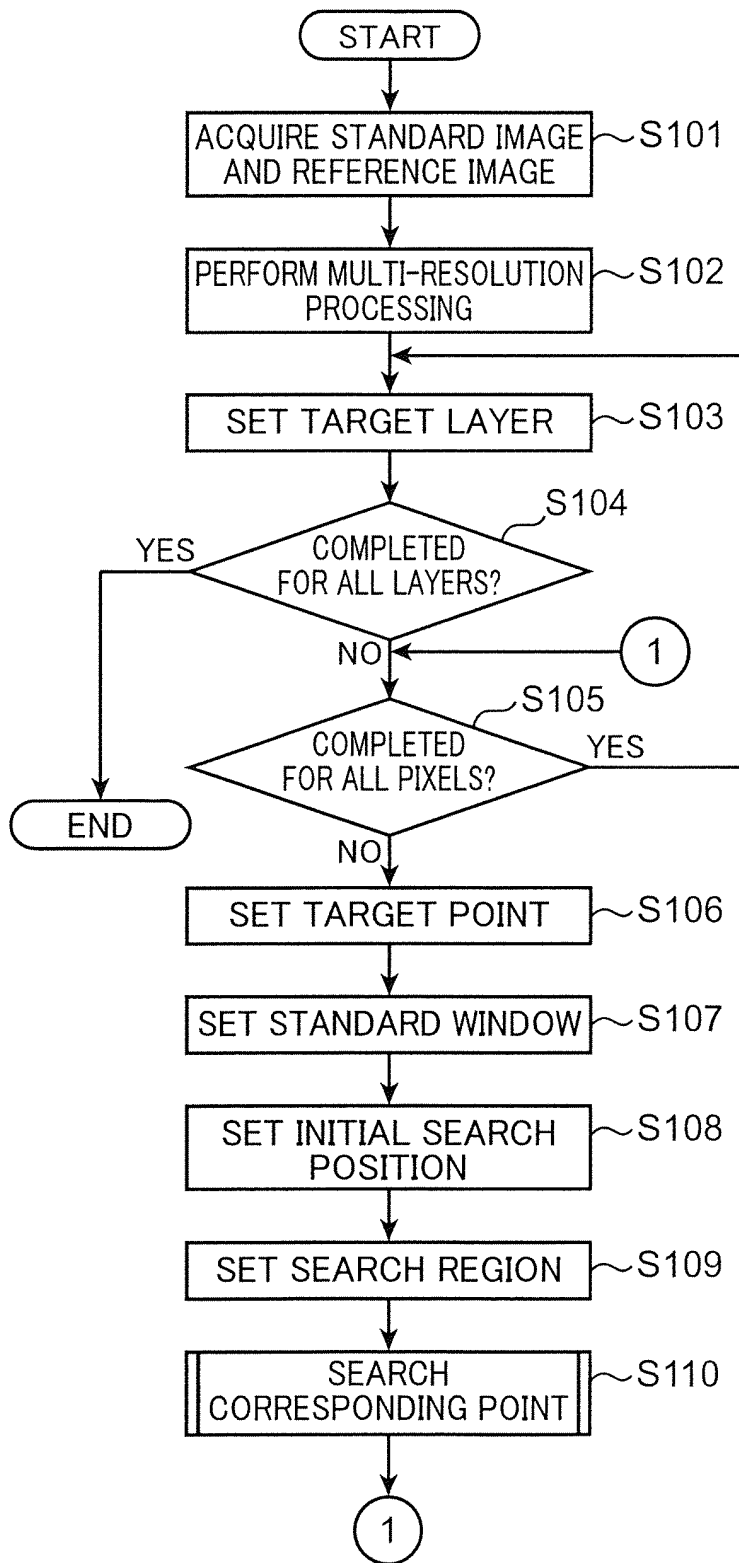 START
ACQUIRE STANDARD IMAGE
AND REFERENCE IMAGE
S101
PERFORM MULTI-RESOLUTION
PROCESSING
S102
SET TARGET LAYER
S103
S104
YES
COMPLETED
FOR ALL LAYERS?
NO
1
S105
COMPLETED
FOR ALL PIXELS?
YES
END
NO
SET TARGET POINT
S106
SET STANDARD WINDOW
S107
SET INITIAL SEARCH
POSITION
S108
SET SEARCH REGION
S109
SEARCH
CORRESPONDING POINT
S110
1